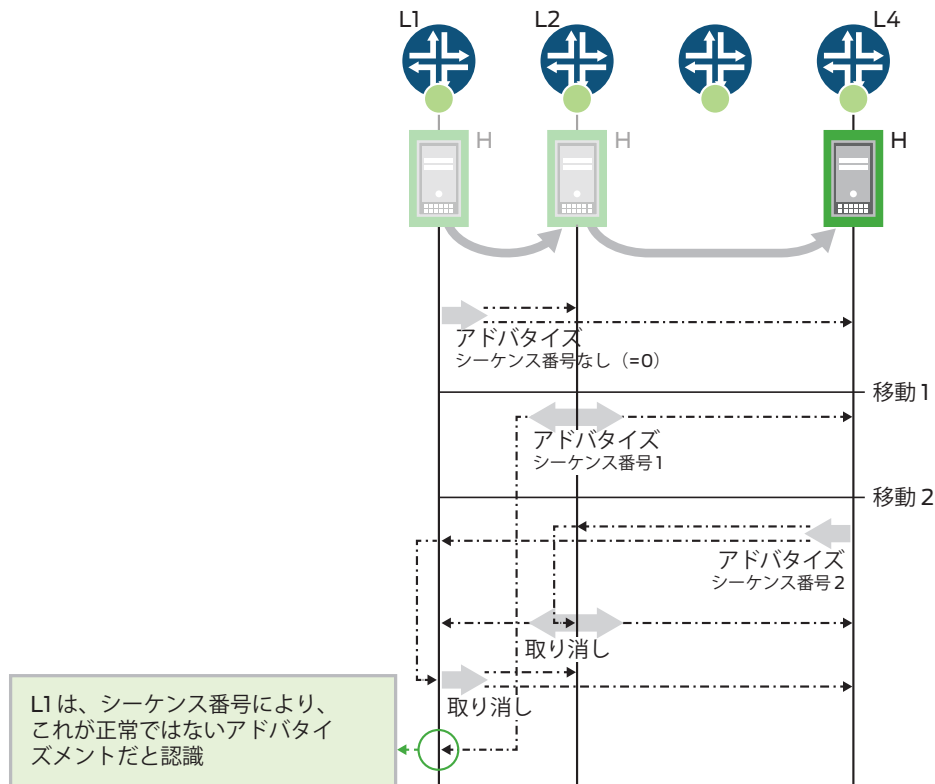 L1
L2
L4
H
H
H
アドバタイズ
シーケンス番号なし（=0）
移動1
アドバタイズ
シーケンス番号1
移動2
アドバタイズ
シーケンス番号2
取り消し
取り消し
L1は、シーケンス番号により、
これが正常ではないアドバタイ
ズメントだと認識